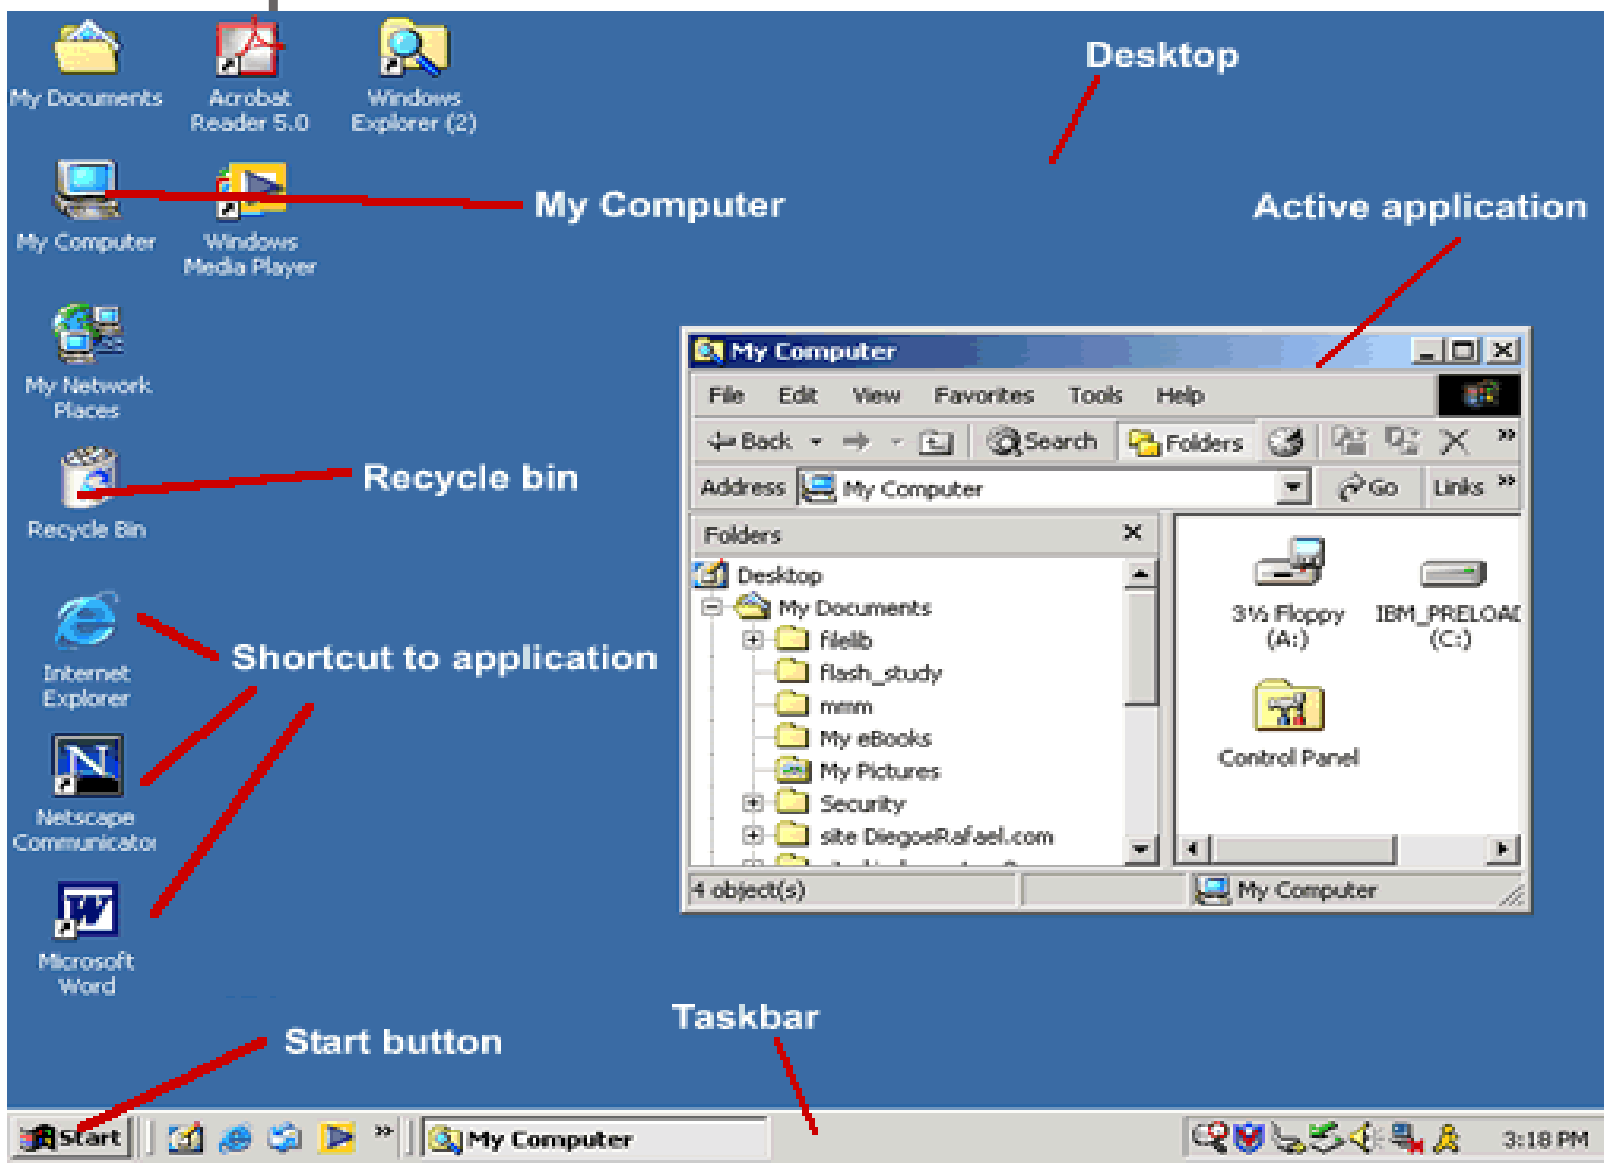 My Documents
Acrobat
Reader 5.0
Windows
Explorer (2)
Desktop
My Computer
Active application
My Computer
Windows
Media Player
My Network
Places
Recycle bin
Recycle Bin
Shortcut to application
Internet
Explorer
Netscape
Communicator
Microsoft
Word
My Computer
File Edit View Favorites Tools Help
Back Search Folders »
Address My Computer Go Links »
Folders
Desktop
My Documents
filelib
flash_study
mmm
My eBooks
My Pictures
Security
site DiegoeRafael.com
3½ Floppy
(A:)
IBM_PRELOAD
(C:)
Control Panel
4 object(s) My Computer
Start button
Taskbar
Start » My Computer 3:18 PM